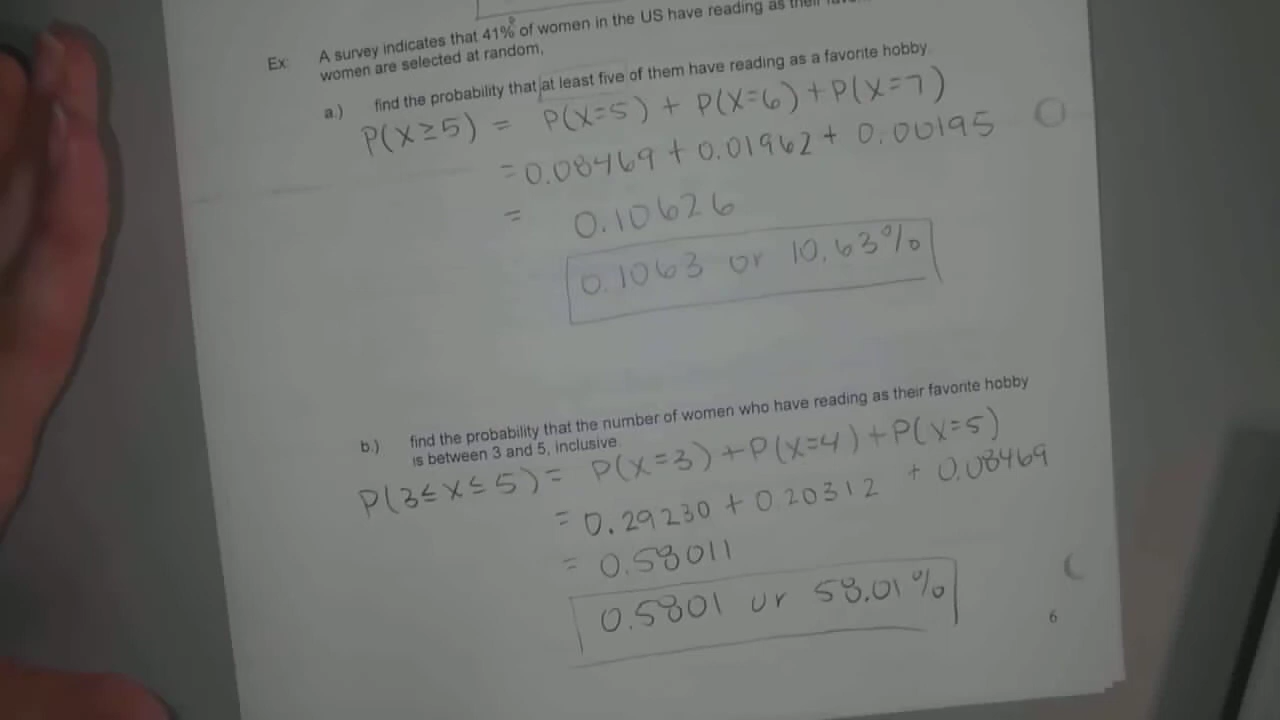 Ex: A survey indicates that 41% of women in the US have reading as their
women are selected at random,
a.) find the probability that at least five of them have reading as a favorite hobby
P(X≥5) = P(X=5) + P(X=6) + P(X=7)
= 0.08469 + 0.01962 + 0.00195
= 0.10626
0.1063 or 10.63%
b.) find the probability that the number of women who have reading as their favorite hobby
is between 3 and 5, inclusive.
P(3≤X≤5) = P(X=3) + P(X=4) + P(X=5)
= 0.29230 + 0.20312 + 0.08469
= 0.58011
0.5801 or 58.01%
6